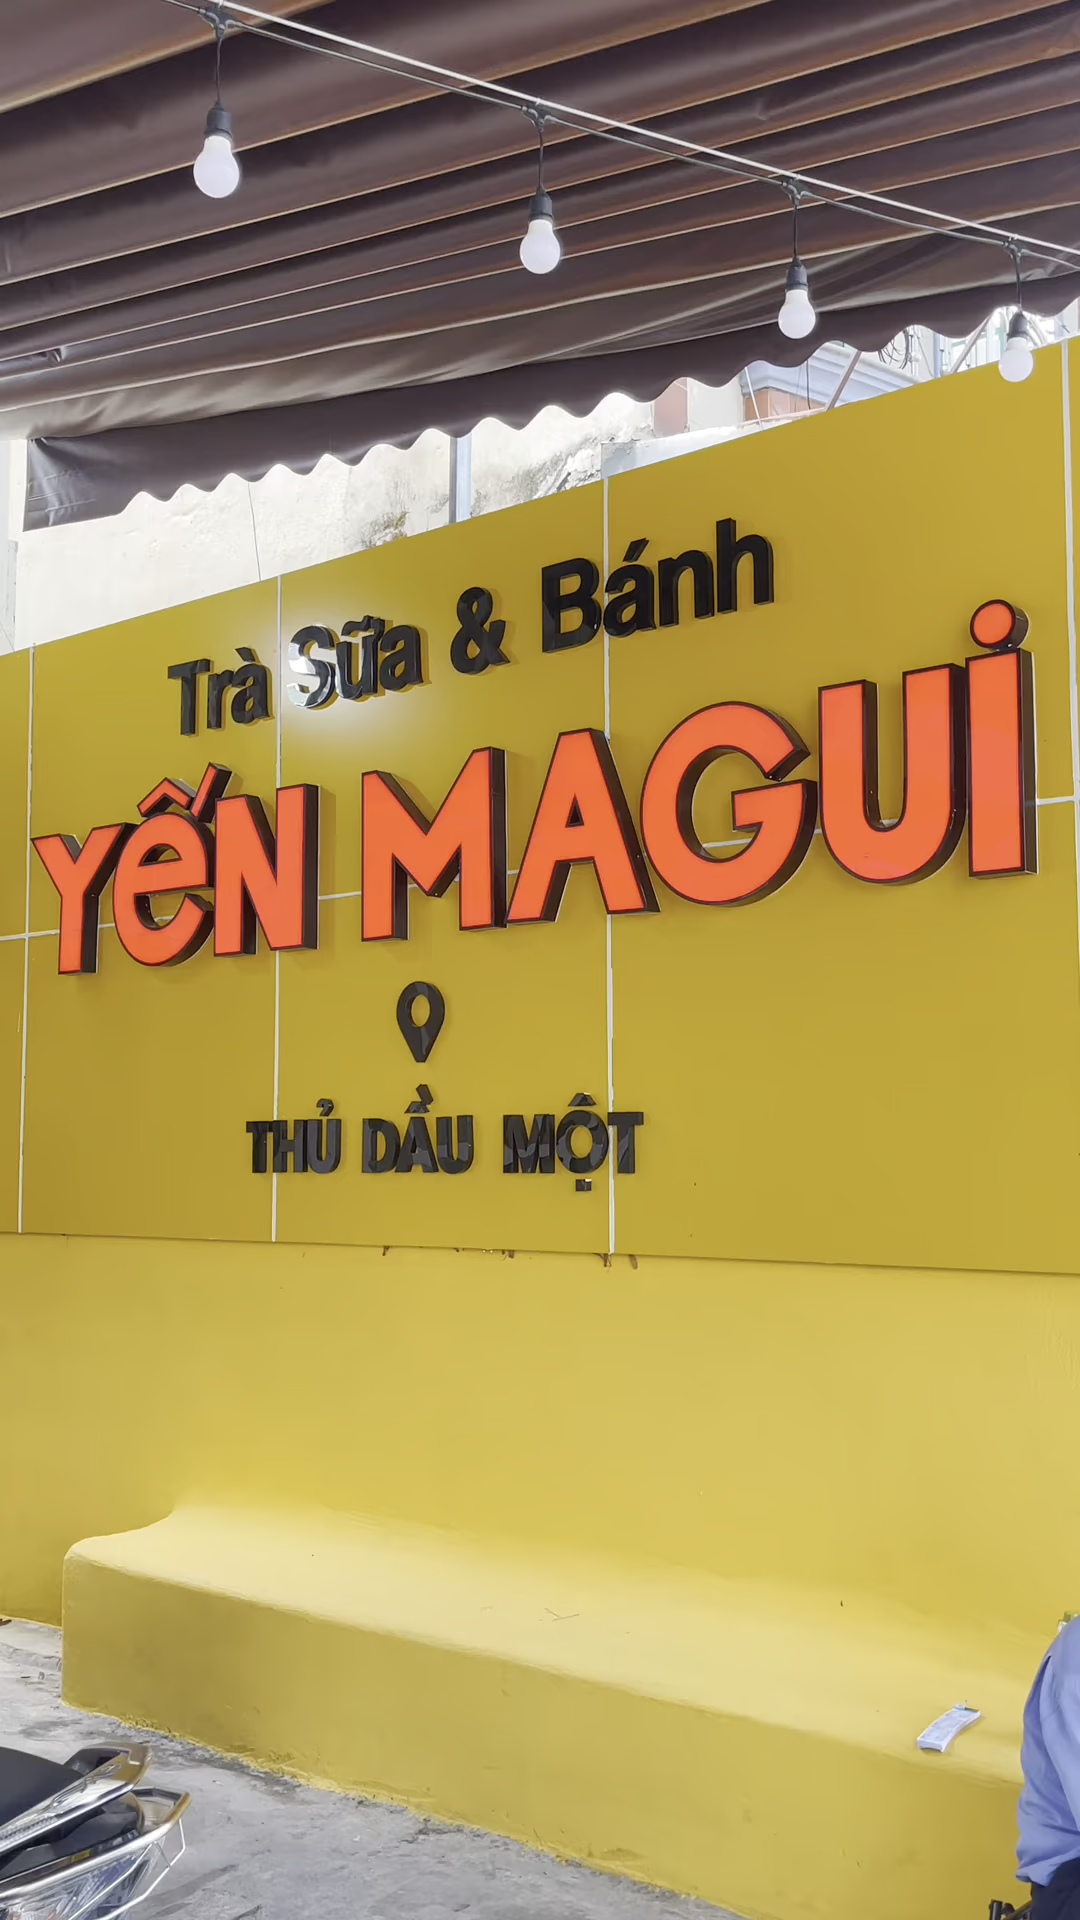 Trà Sữa & Bánh
YẾN MAGUI
THỦ DẦU MỘT